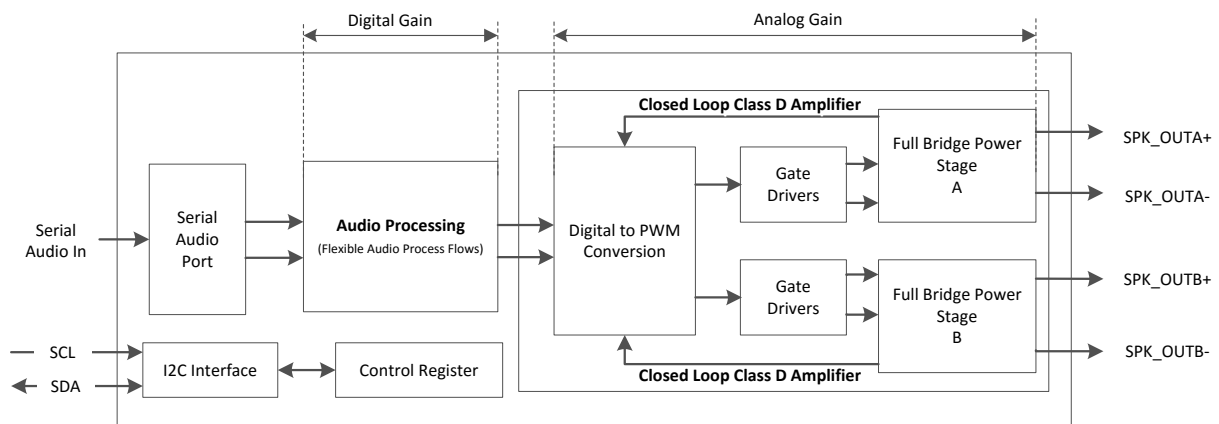 Digital Gain
Analog Gain
Closed Loop Class D Amplifier
Serial
Audio In
Serial
Audio
Port
Audio Processing
(Flexible Audio Process Flows)
Digital to PWM
Conversion
Gate
Drivers
Full Bridge Power
Stage
A
SPK_OUTA+
SPK_OUTA-
Gate
Drivers
Full Bridge Power
Stage
B
SPK_OUTB+
SPK_OUTB-
Closed Loop Class D Amplifier
SCL
SDA
I2C Interface
Control Register